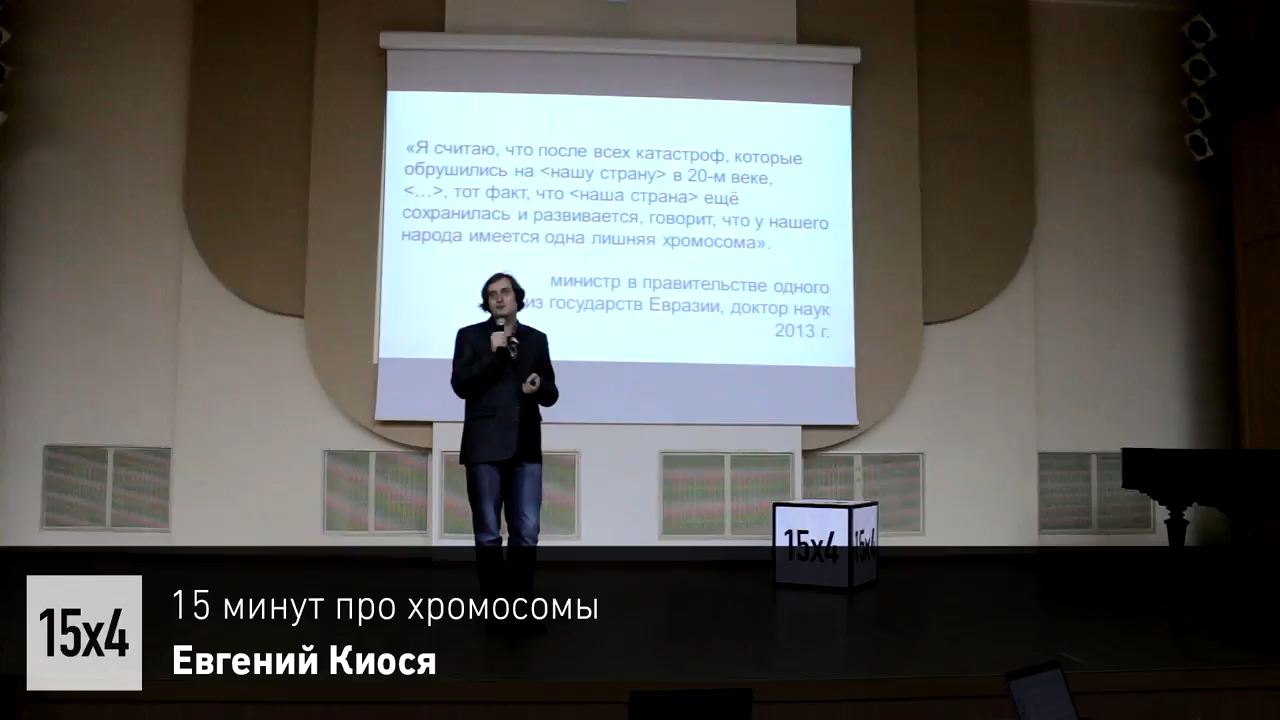 «Я считаю, что после всех катастроф, которые
обрушились на <нашу страну> в 20-м веке,
<…>, тот факт, что <наша страна> ещё
сохранилась и развивается, говорит, что у нашего
народа имеется одна лишняя хромосома».
министр в правительстве одного
из государств Евразии, доктор наук
2013 г.
15x4 15x4
15x4
15 минут про хромосомы
Евгений Киося